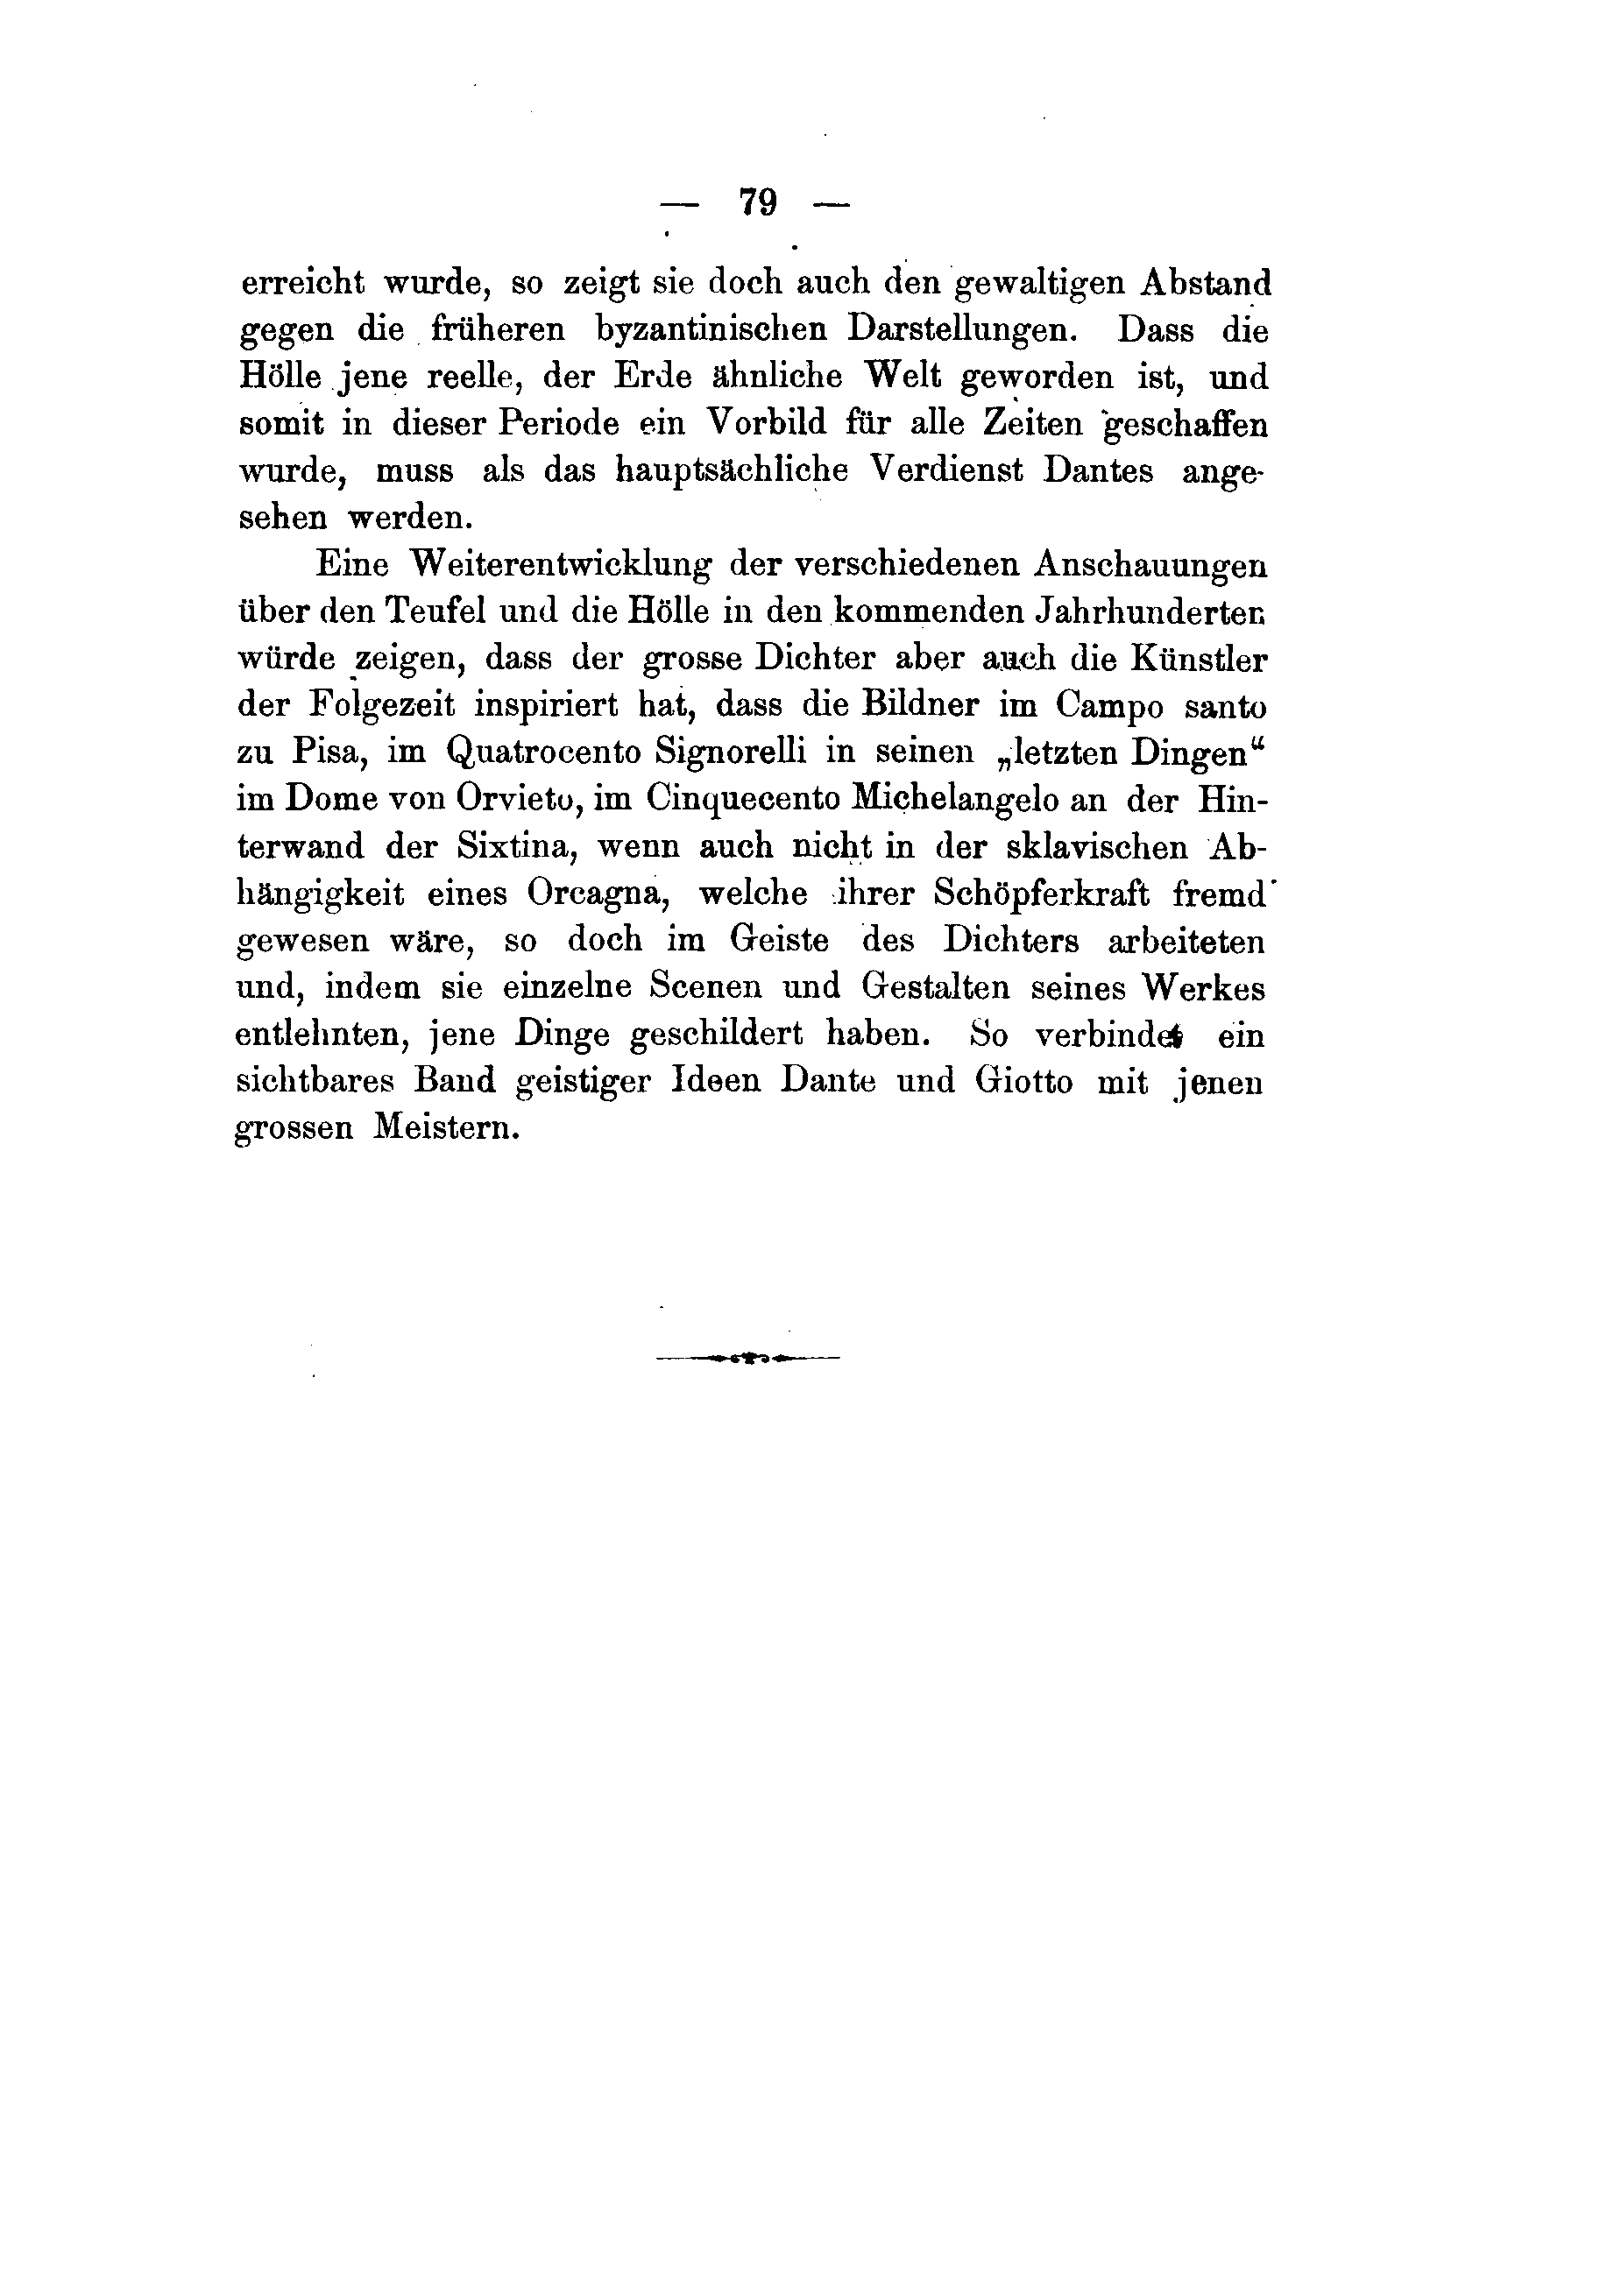 — 79 —
erreicht wurde, so zeigt sie doch auch den gewaltigen Abstand
gegen die früheren byzantinischen Darstellungen. Dass die
Hölle jene reelle, der Erde ähnliche Welt geworden ist, und
somit in dieser Periode ein Vorbild für alle Zeiten geschaffen
wurde, muss als das hauptsächliche Verdienst Dantes ange-
sehen werden.
Eine Weiterentwicklung der verschiedenen Anschauungen
über den Teufel und die Hölle in den kommenden Jahrhunderten
würde zeigen, dass der grosse Dichter aber auch die Künstler
der Folgezeit inspiriert hat, dass die Bildner im Campo santo
zu Pisa, im Quatrocento Signorelli in seinen „letzten Dingen“
im Dome von Orvieto, im Cinquecento Michelangelo an der Hin-
terwand der Sixtina, wenn auch nicht in der sklavischen Ab-
hängigkeit eines Orcagna, welche ihrer Schöpferkraft fremd
gewesen wäre, so doch im Geiste des Dichters arbeiteten
und, indem sie einzelne Scenen und Gestalten seines Werkes
entlehnten, jene Dinge geschildert haben. So verbindet ein
sichtbares Band geistiger Ideen Dante und Giotto mit jenen
grossen Meistern.